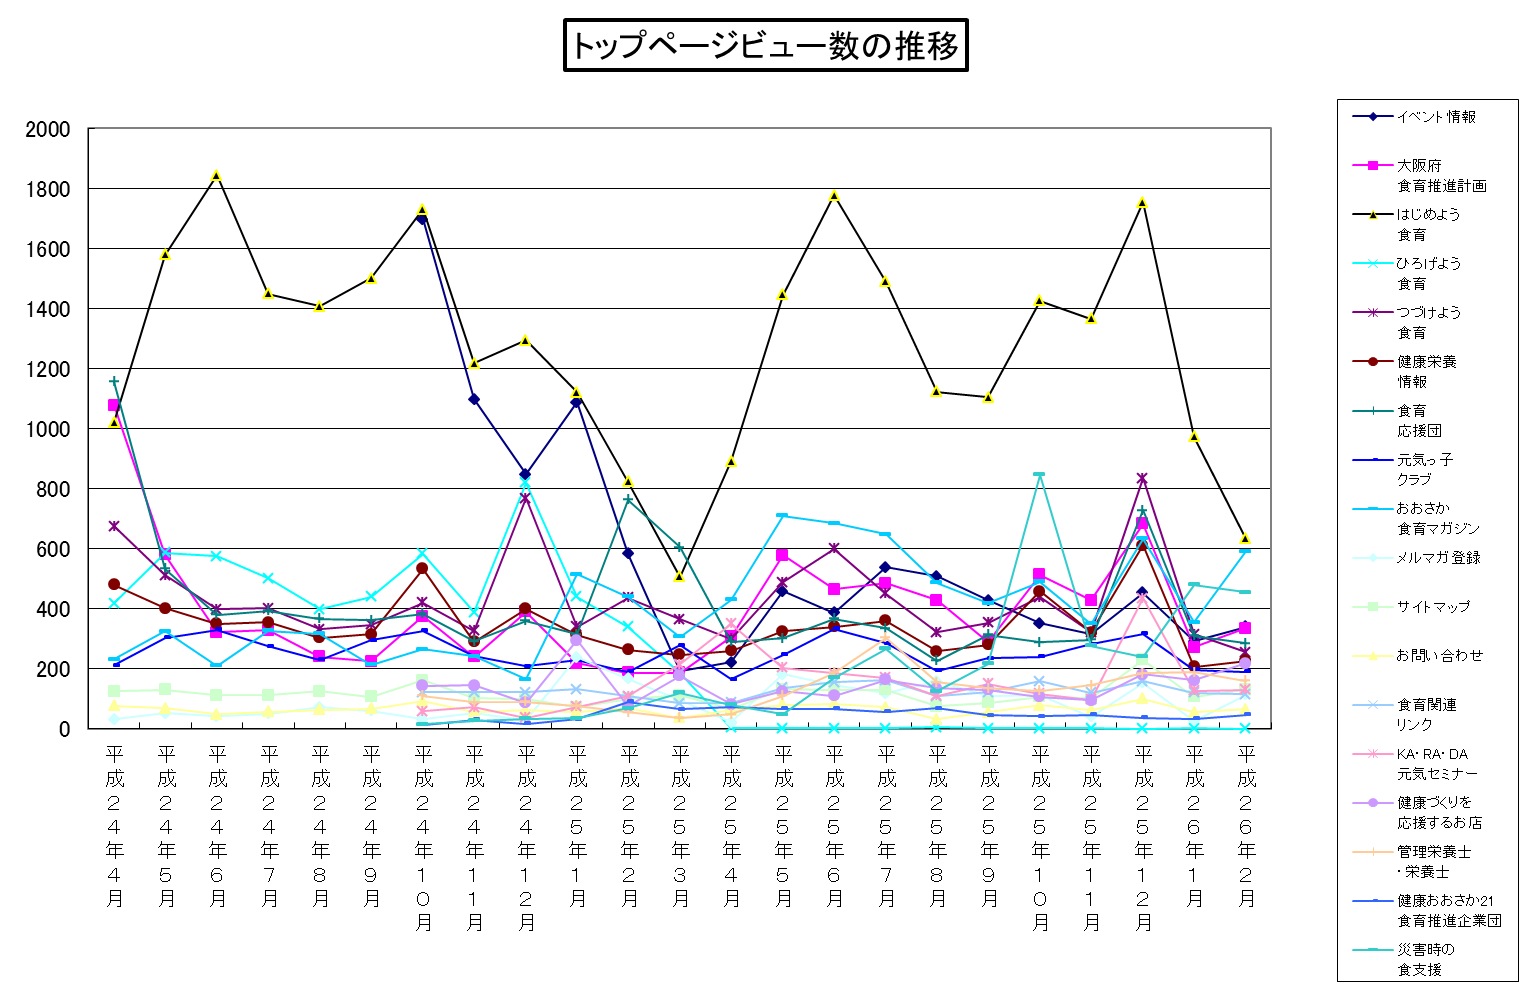 トップページビュー数の推移
2000
1800
1600
1400
1200
1000
800
600
400
200
0
平成24年4月
平成24年5月
平成24年6月
平成24年7月
平成24年8月
平成24年9月
平成24年10月
平成24年11月
平成24年12月
平成25年1月
平成25年2月
平成25年3月
平成25年4月
平成25年5月
平成25年6月
平成25年7月
平成25年8月
平成25年9月
平成25年10月
平成25年11月
平成25年12月
平成26年1月
平成26年2月
イベント情報
大阪府
食育推進計画
はじめよう
食育
ひろげよう
食育
つづけよう
食育
健康栄養
情報
食育
応援団
元気っ子
クラブ
おおさか
食育マガジン
メルマガ登録
サイトマップ
お問い合わせ
食育関連
リンク
KA・RA・DA
元気セミナー
健康づくりを
応援するお店
管理栄養士
・栄養士
健康おおさか21
食育推進企業団
災害時の
食支援